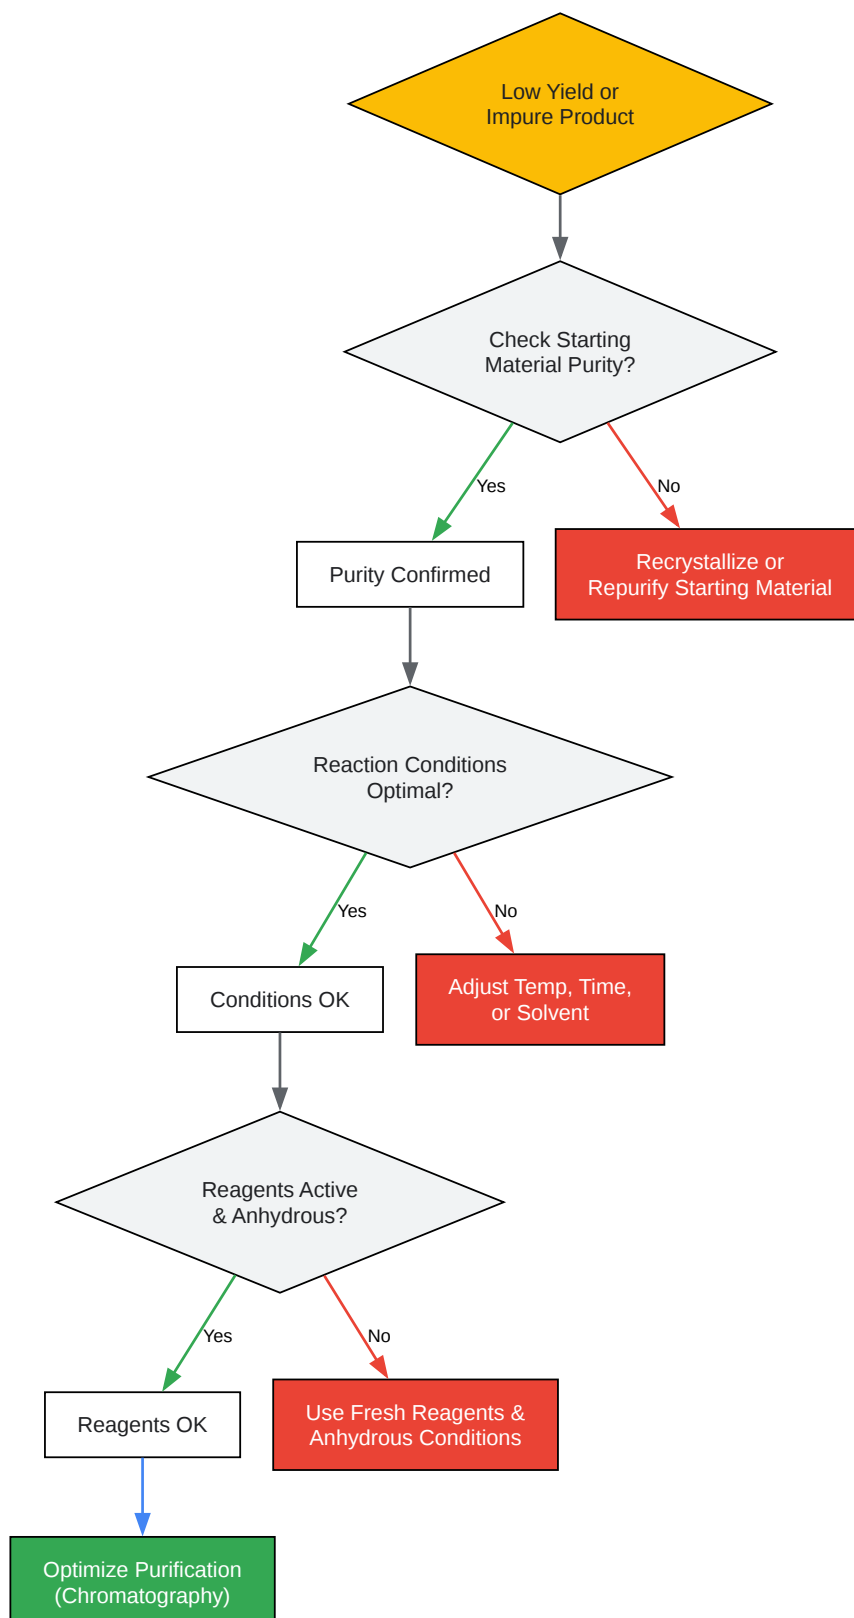 Low Yield or
Impure Product
Check Starting
Material Purity?
Yes
No
Purity Confirmed
Recrystallize or
Repurify Starting Material
Reaction Conditions
Optimal?
Yes
No
Conditions OK
Adjust Temp, Time,
or Solvent
Reagents Active
& Anhydrous?
Yes
No
Reagents OK
Use Fresh Reagents &
Anhydrous Conditions
Optimize Purification
(Chromatography)